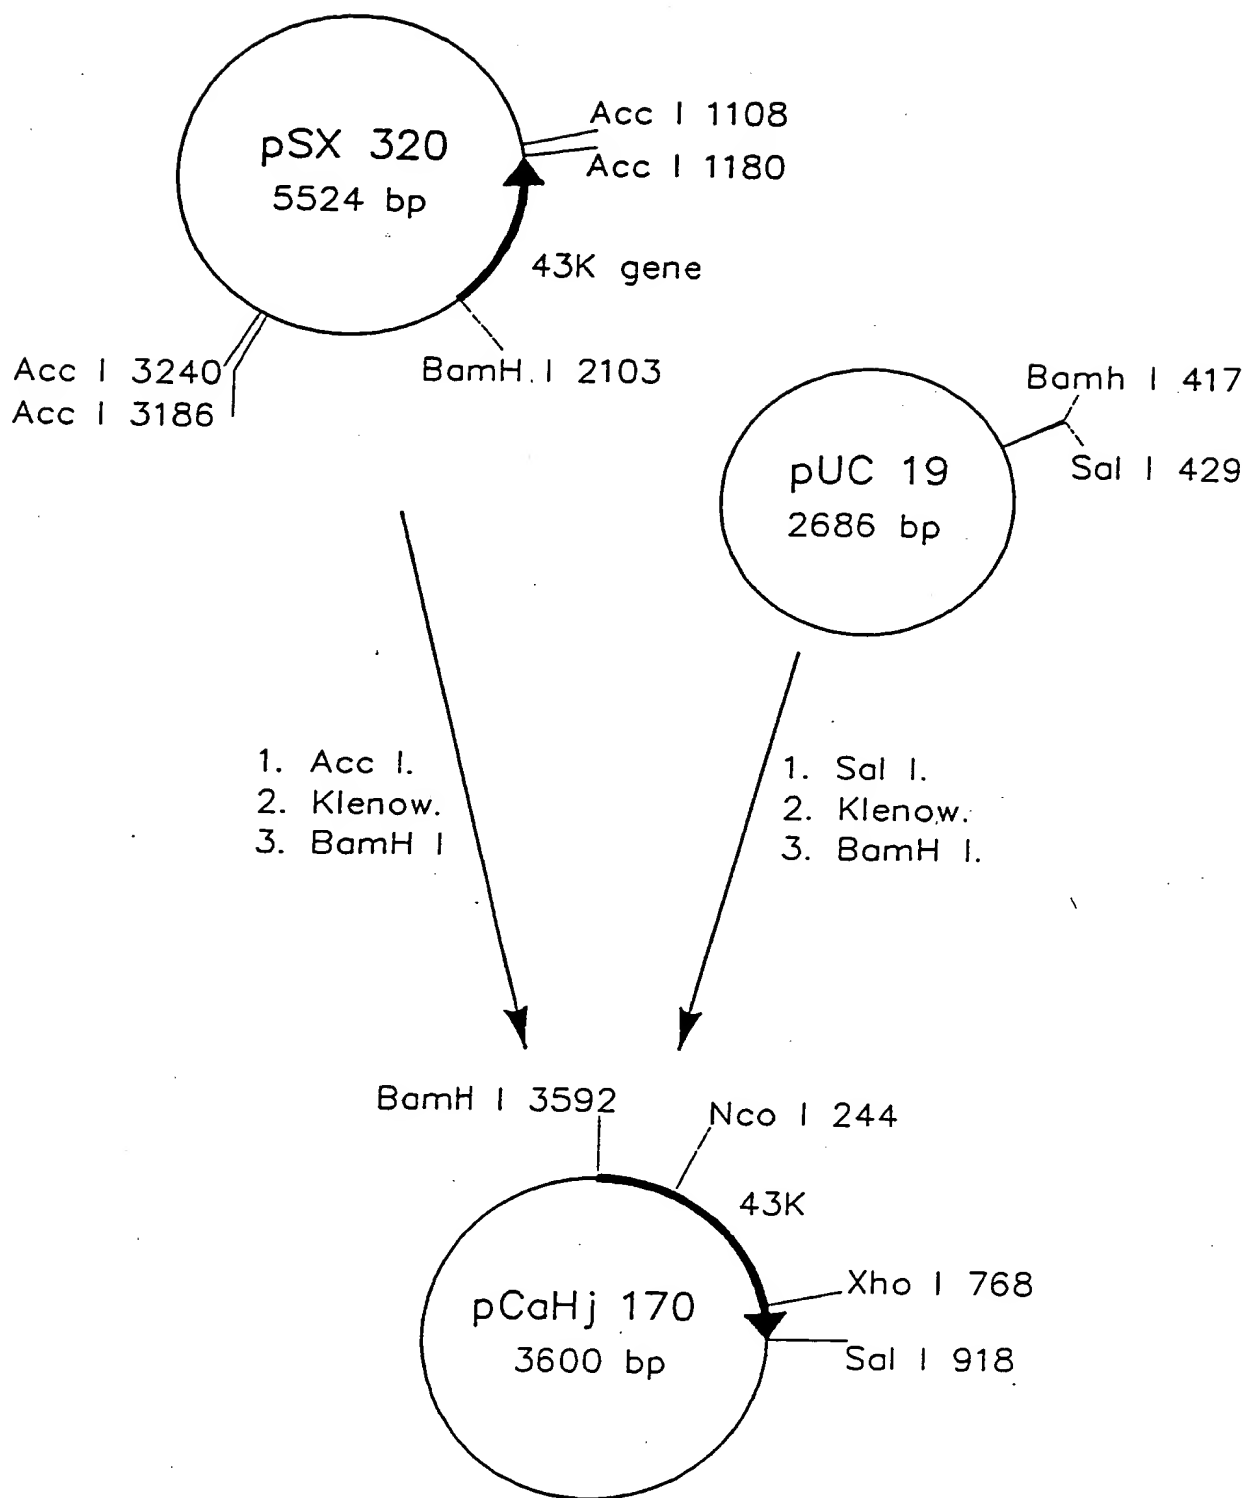 pSX 320
5524 bp
Acc I 1108
Acc I 1180
43K gene
BamH. I 2103
Acc I 3240
Acc I 3186
pUC 19
2686 bp
Bamh I 417
Sal I 429
1. Acc I.
2. Klenow.
3. BamH I
1. Sal I.
2. Klenow.
3. BamH I.
BamH I 3592
Nco I 244
43K
Xho I 768
Sal I 918
pCaHj 170
3600 bp